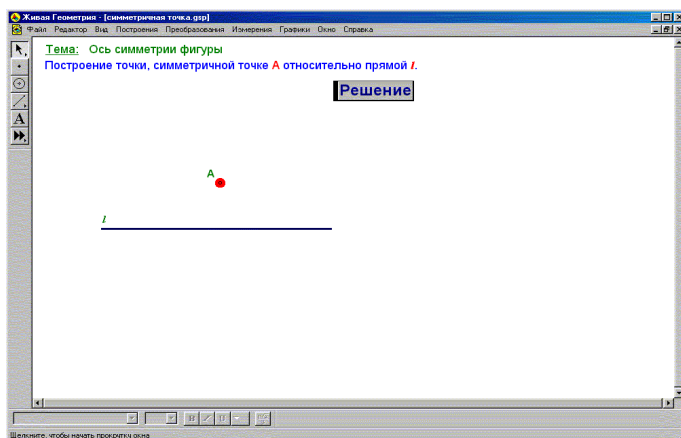 Живая Геометрия - [симметричная точка.gsp]
Файл Редактор Вид Построения Преобразования Измерения Графики Окно Справка
Тема: Ось симметрии фигуры
Построение точки, симметричной точке А относительно прямой l.
Решение
А
l
A
B
U
Щелкните, чтобы начать прокрутку окна